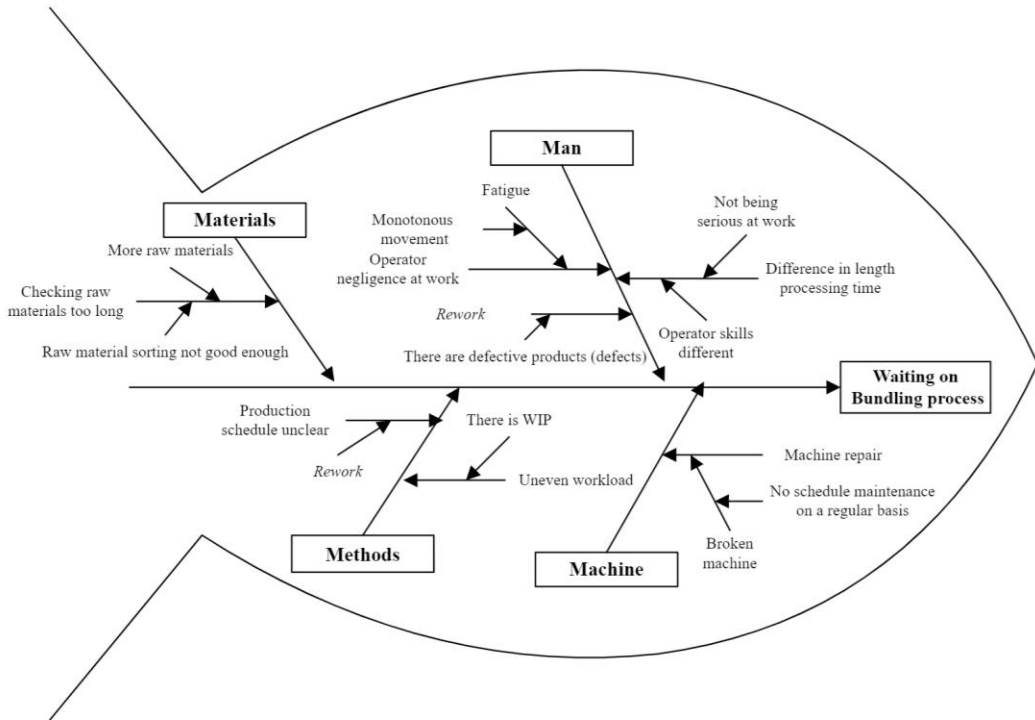 Man
Fatigue
Not being
serious at work
Materials
Monotonous
movement
More raw materials
Operator
negligence at work
Difference in length
processing time
Checking raw
materials too long
Rework
Operator skills
different
Raw material sorting not good enough
There are defective products (defects)
Waiting on
Bundling process
Production
schedule unclear
There is WIP
Rework
Machine repair
Uneven workload
No schedule maintenance
on a regular basis
Broken
machine
Methods
Machine